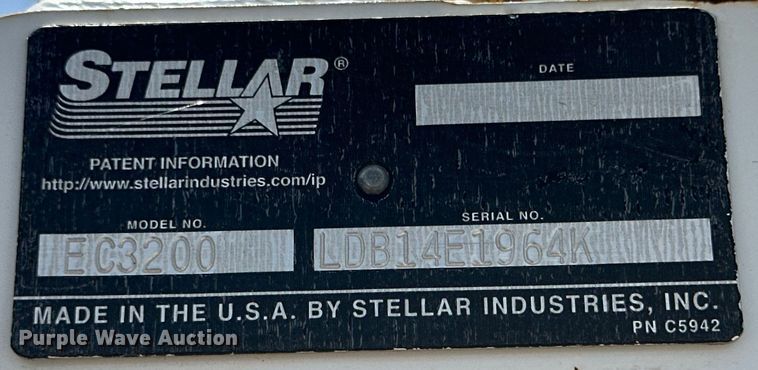 STELLAR®
DATE
PATENT INFORMATION
http://www.stellarindustries.com/ip
MODEL NO.
SERIAL NO.
EC3200
LDB14E1964K
MADE IN THE U.S.A. BY STELLAR INDUSTRIES, INC.
PN C5942
Purple Wave Auction